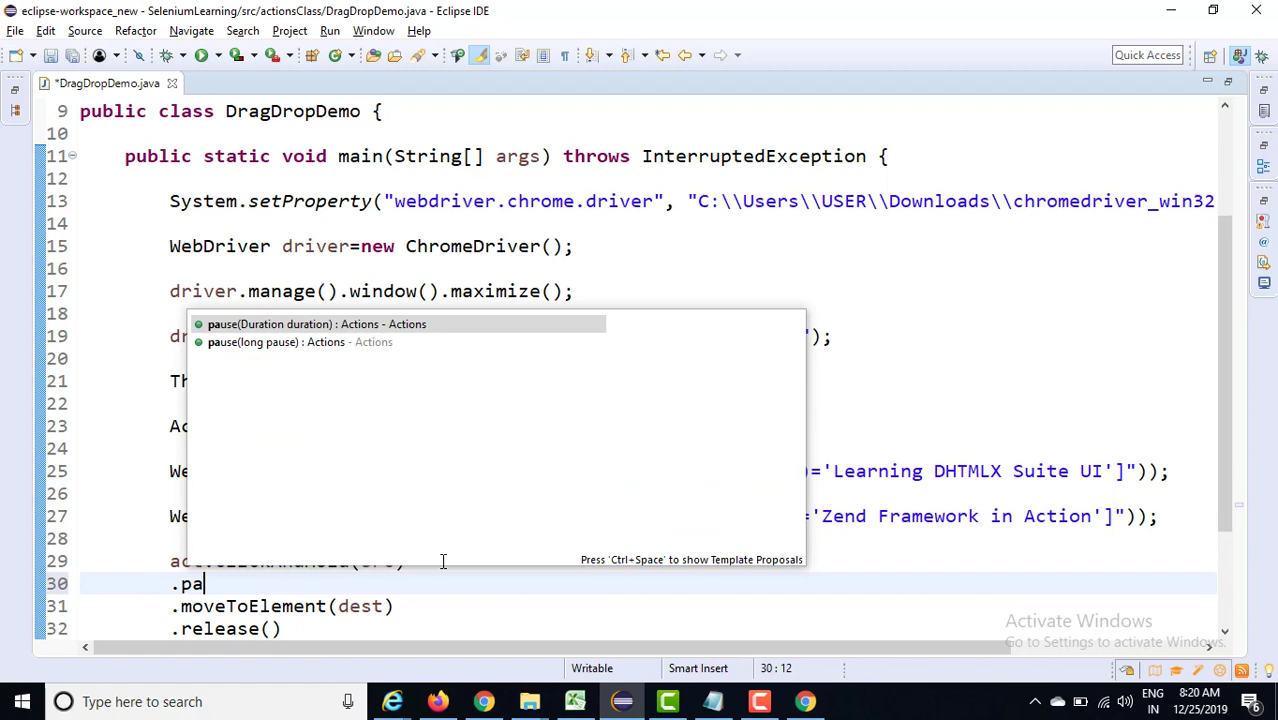 eclipse-workspace_new - SeleniumLearning/src/actionsClass/DragDropDemo.java - Eclipse IDE
File Edit Source Refactor Navigate Search Project Run Window Help
Quick Access
*DragDropDemo.java
9 public class DragDropDemo {
10
11 public static void main(String[] args) throws InterruptedException {
12
13 System.setProperty("webdriver.chrome.driver", "C:\\Users\\USER\\Downloads\\chromedriver_win32
14
15 WebDriver driver=new ChromeDriver();
16
17 driver.manage().window().maximize();
18
pause(Duration duration) : Actions - Actions
19 dr ");
pause(long pause) : Actions - Actions
20
21 Th
22
23 Ac
24
25 We )='Learning DHTMLX Suite UI']"));
26
27 We ='Zend Framework in Action']"));
28
Press 'Ctrl+Space' to show Template Proposals
29 act.clickAndHold(src)
30 .pa
31 .moveToElement(dest)
32 .release()
Activate Windows
Go to Settings to activate Windows.
Writable Smart Insert 30 : 12
Type here to search
ENG
IN
8:20 AM
12/25/2019
6